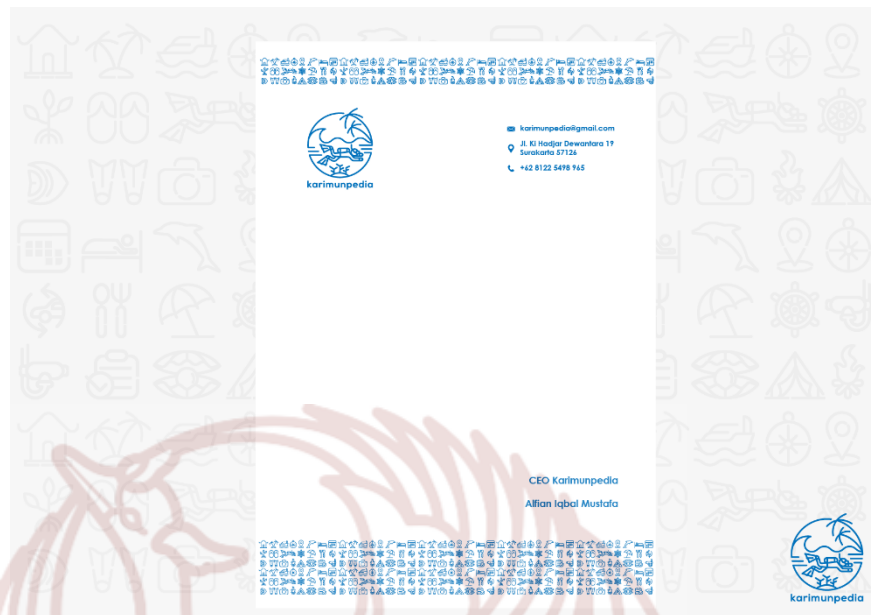 karimunpedia
karimunpedia@gmail.com
Jl. Ki Hadjar Dewantara 19
Surakarta 57126
+62 8122 5498 965
CEO Karimunpedia
Alfian Iqbal Mustafa
karimunpedia